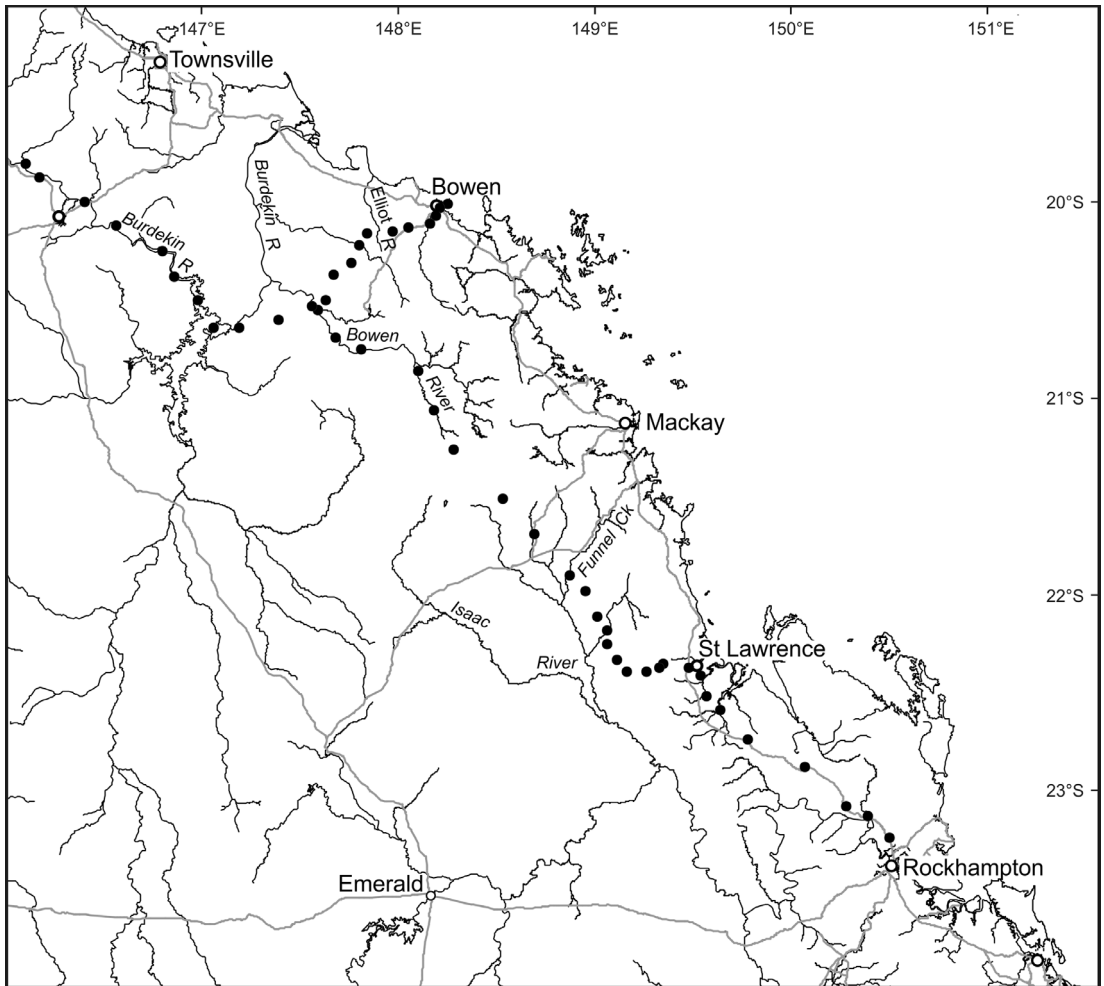 147°E 148°E 149°E 150°E 151°E
Townsville
Burdekin R
Elliot R
Bowen
20°S
Burdekin R
Bowen
River
21°S
Mackay
Funnel Ck
22°S
Isaac
River
St Lawrence
23°S
Emerald
Rockhampton